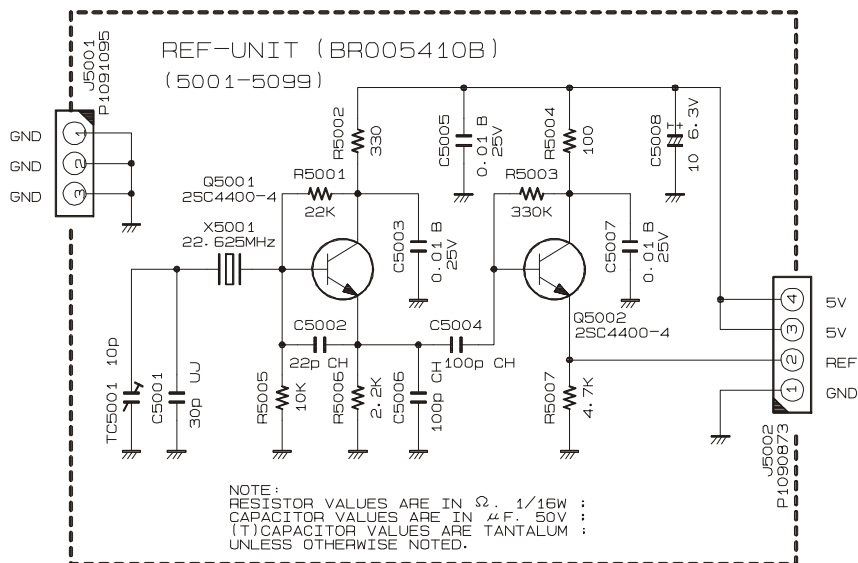 REF-UNIT (BR005410B)
(5001-5099)
J5001
P1091095
GND
1
GND
2
GND
3
R5002
330
C5005
0.01 B
25V
R5004
100
C5008
10 6.3V
Q5001
2SC4400-4
R5001
22K
X5001
22.625MHz
C5003
0.01 B
25V
R5003
330K
C5007
0.01 B
25V
Q5002
2SC4400-4
4
5V
3
5V
2
REF
1
GND
J5002
P1090873
TC5001 10p
C5001
30p UJ
R5005
10K
C5002
22p CH
R5006
2.2K
C5006
100p CH
C5004
100p CH
R5007
4.7K
NOTE:
RESISTOR VALUES ARE IN Ω. 1/16W ;
CAPACITOR VALUES ARE IN μF. 50V ;
(T)CAPACITOR VALUES ARE TANTALUM ;
UNLESS OTHERWISE NOTED.